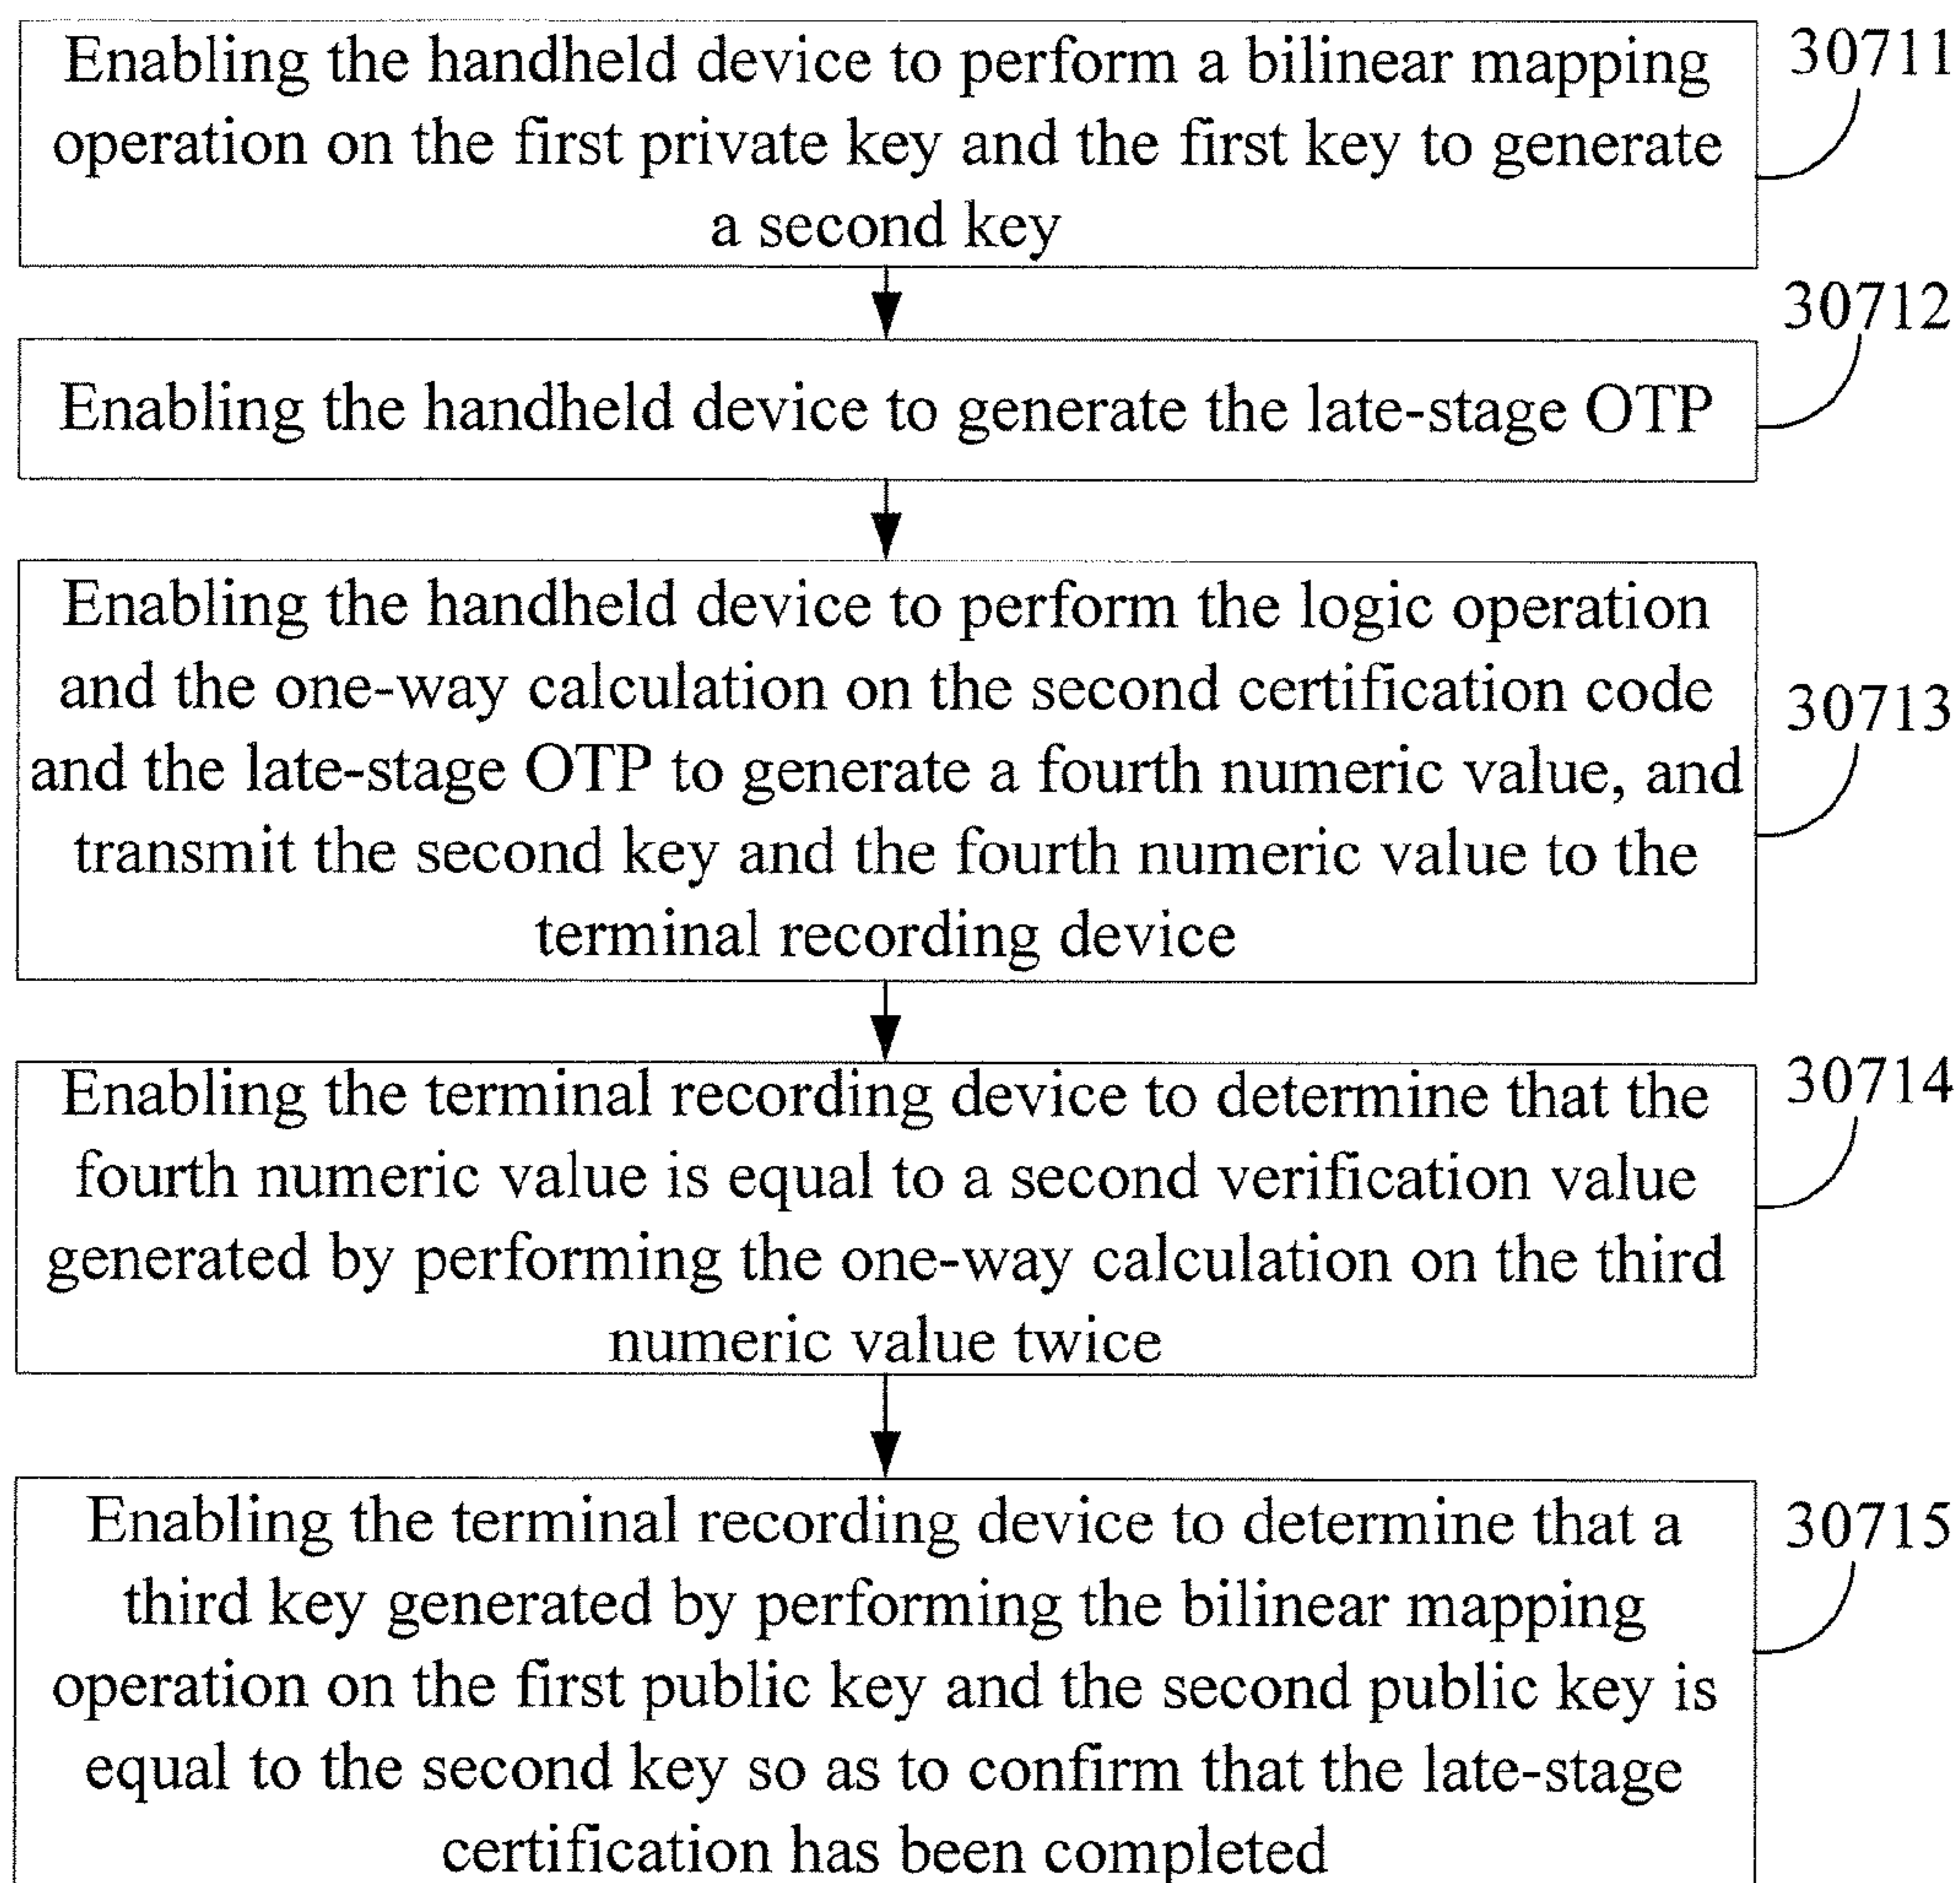 Enabling the handheld device to perform a bilinear mapping
operation on the first private key and the first key to generate
a second key
30711
30712
Enabling the handheld device to generate the late-stage OTP
Enabling the handheld device to perform the logic operation
and the one-way calculation on the second certification code
and the late-stage OTP to generate a fourth numeric value, and
transmit the second key and the fourth numeric value to the
terminal recording device
30713
Enabling the terminal recording device to determine that the
fourth numeric value is equal to a second verification value
generated by performing the one-way calculation on the third
numeric value twice
30714
Enabling the terminal recording device to determine that a
third key generated by performing the bilinear mapping
operation on the first public key and the second public key is
equal to the second key so as to confirm that the late-stage
certification has been completed
30715